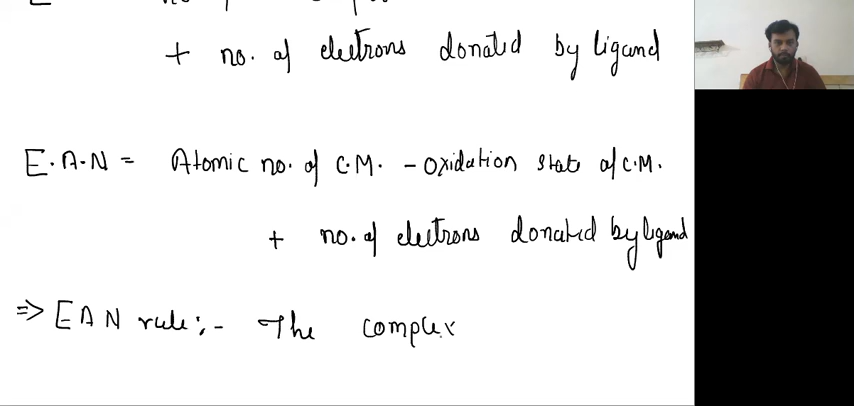 + no. of electrons donated by ligand
E.A.N = Atomic no. of C.M. - oxidation state of C.M.
+ no. of electrons donated by ligand
=> EAN rule:- The complex